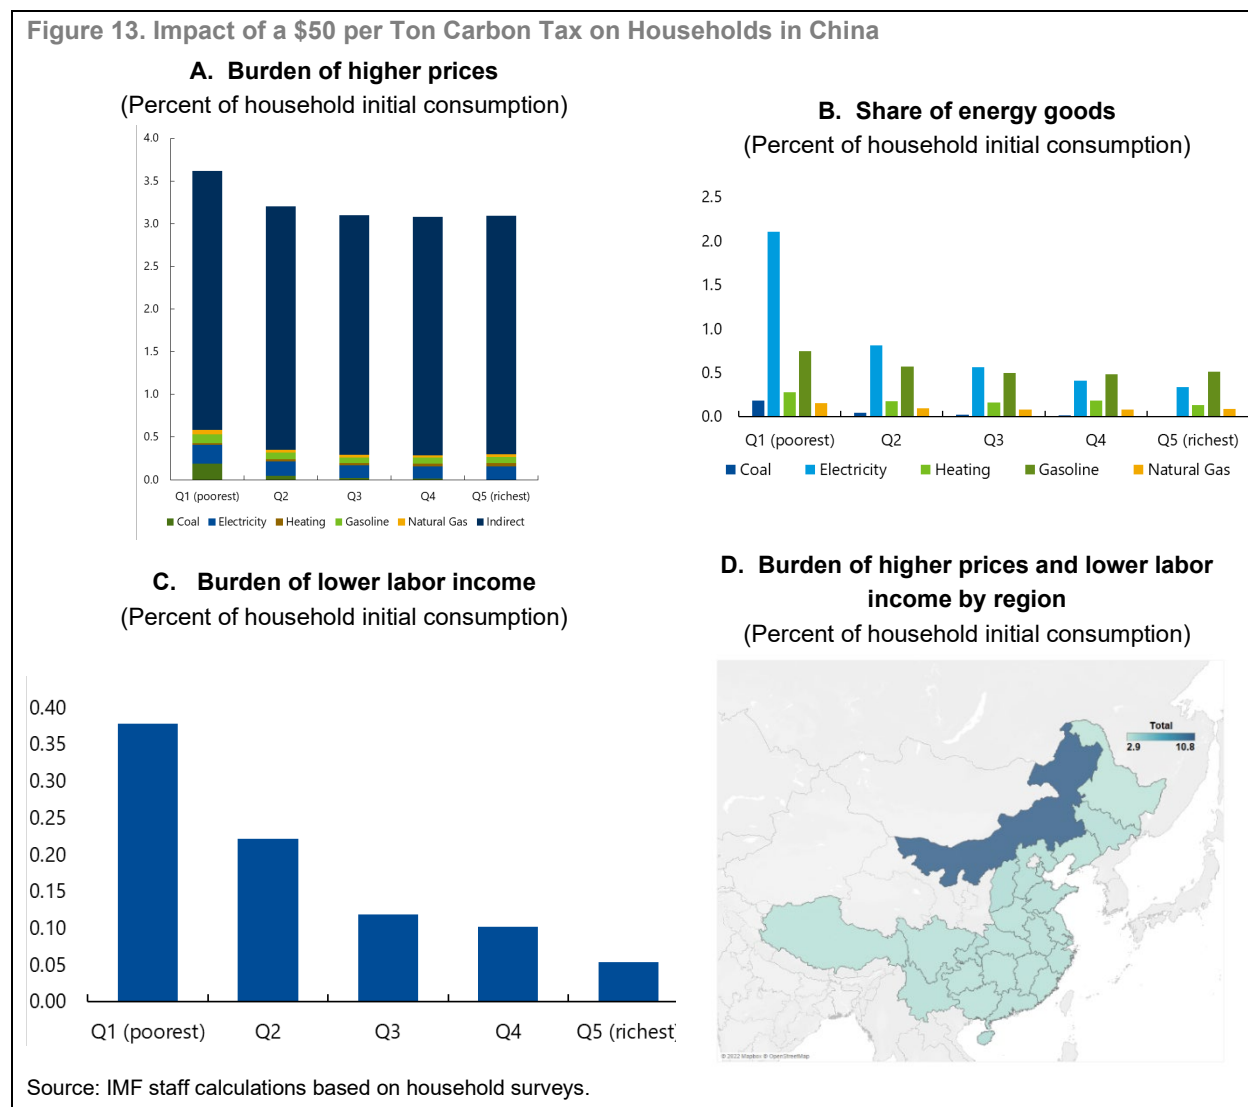 Figure 13. Impact of a $50 per Ton Carbon Tax on Households in China
A. Burden of higher prices
(Percent of household initial consumption)
4.0
3.5
3.0
2.5
2.0
1.5
1.0
0.5
0.0
Q1 (poorest) Q2 Q3 Q4 Q5 (richest)
Coal Electricity Heating Gasoline Natural Gas Indirect
B. Share of energy goods
(Percent of household initial consumption)
2.5
2.0
1.5
1.0
0.5
0.0
Q1 (poorest) Q2 Q3 Q4 Q5 (richest)
Coal Electricity Heating Gasoline Natural Gas
C. Burden of lower labor income
(Percent of household initial consumption)
0.40
0.35
0.30
0.25
0.20
0.15
0.10
0.05
0.00
Q1 (poorest) Q2 Q3 Q4 Q5 (richest)
D. Burden of higher prices and lower labor
income by region
(Percent of household initial consumption)
Total
2.9 10.8
© 2022 Mapbox © OpenStreetMap
Source: IMF staff calculations based on household surveys.